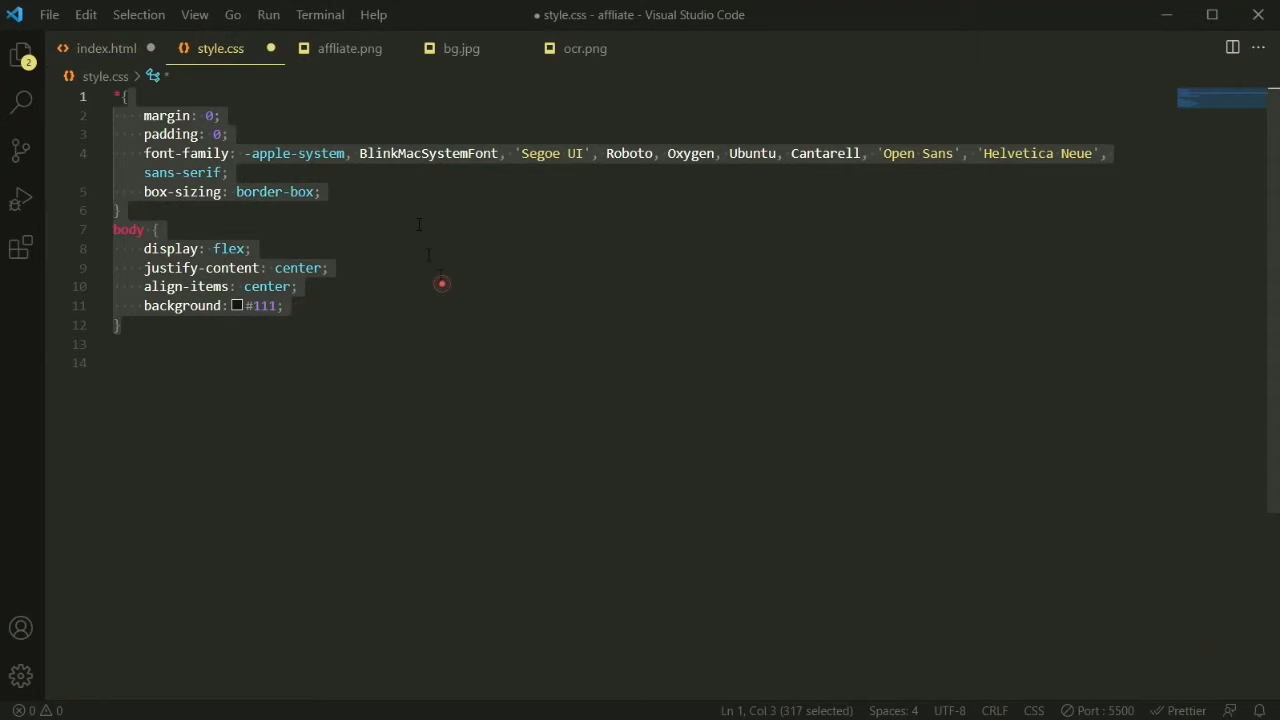 File Edit Selection View Go Run Terminal Help ● style.css - affliate - Visual Studio Code
index.html style.css affliate.png bg.jpg ocr.png
2
style.css > *
1 *{
2 margin: 0;
3 padding: 0;
4 font-family: -apple-system, BlinkMacSystemFont, 'Segoe UI', Roboto, Oxygen, Ubuntu, Cantarell, 'Open Sans', 'Helvetica Neue',
sans-serif;
5 box-sizing: border-box;
6 }
7 body {
8 display: flex;
9 justify-content: center;
10 align-items: center;
11 background: #111;
12 }
13
14
0 0 Ln 1, Col 3 (317 selected) Spaces: 4 UTF-8 CRLF CSS Port : 5500 Prettier